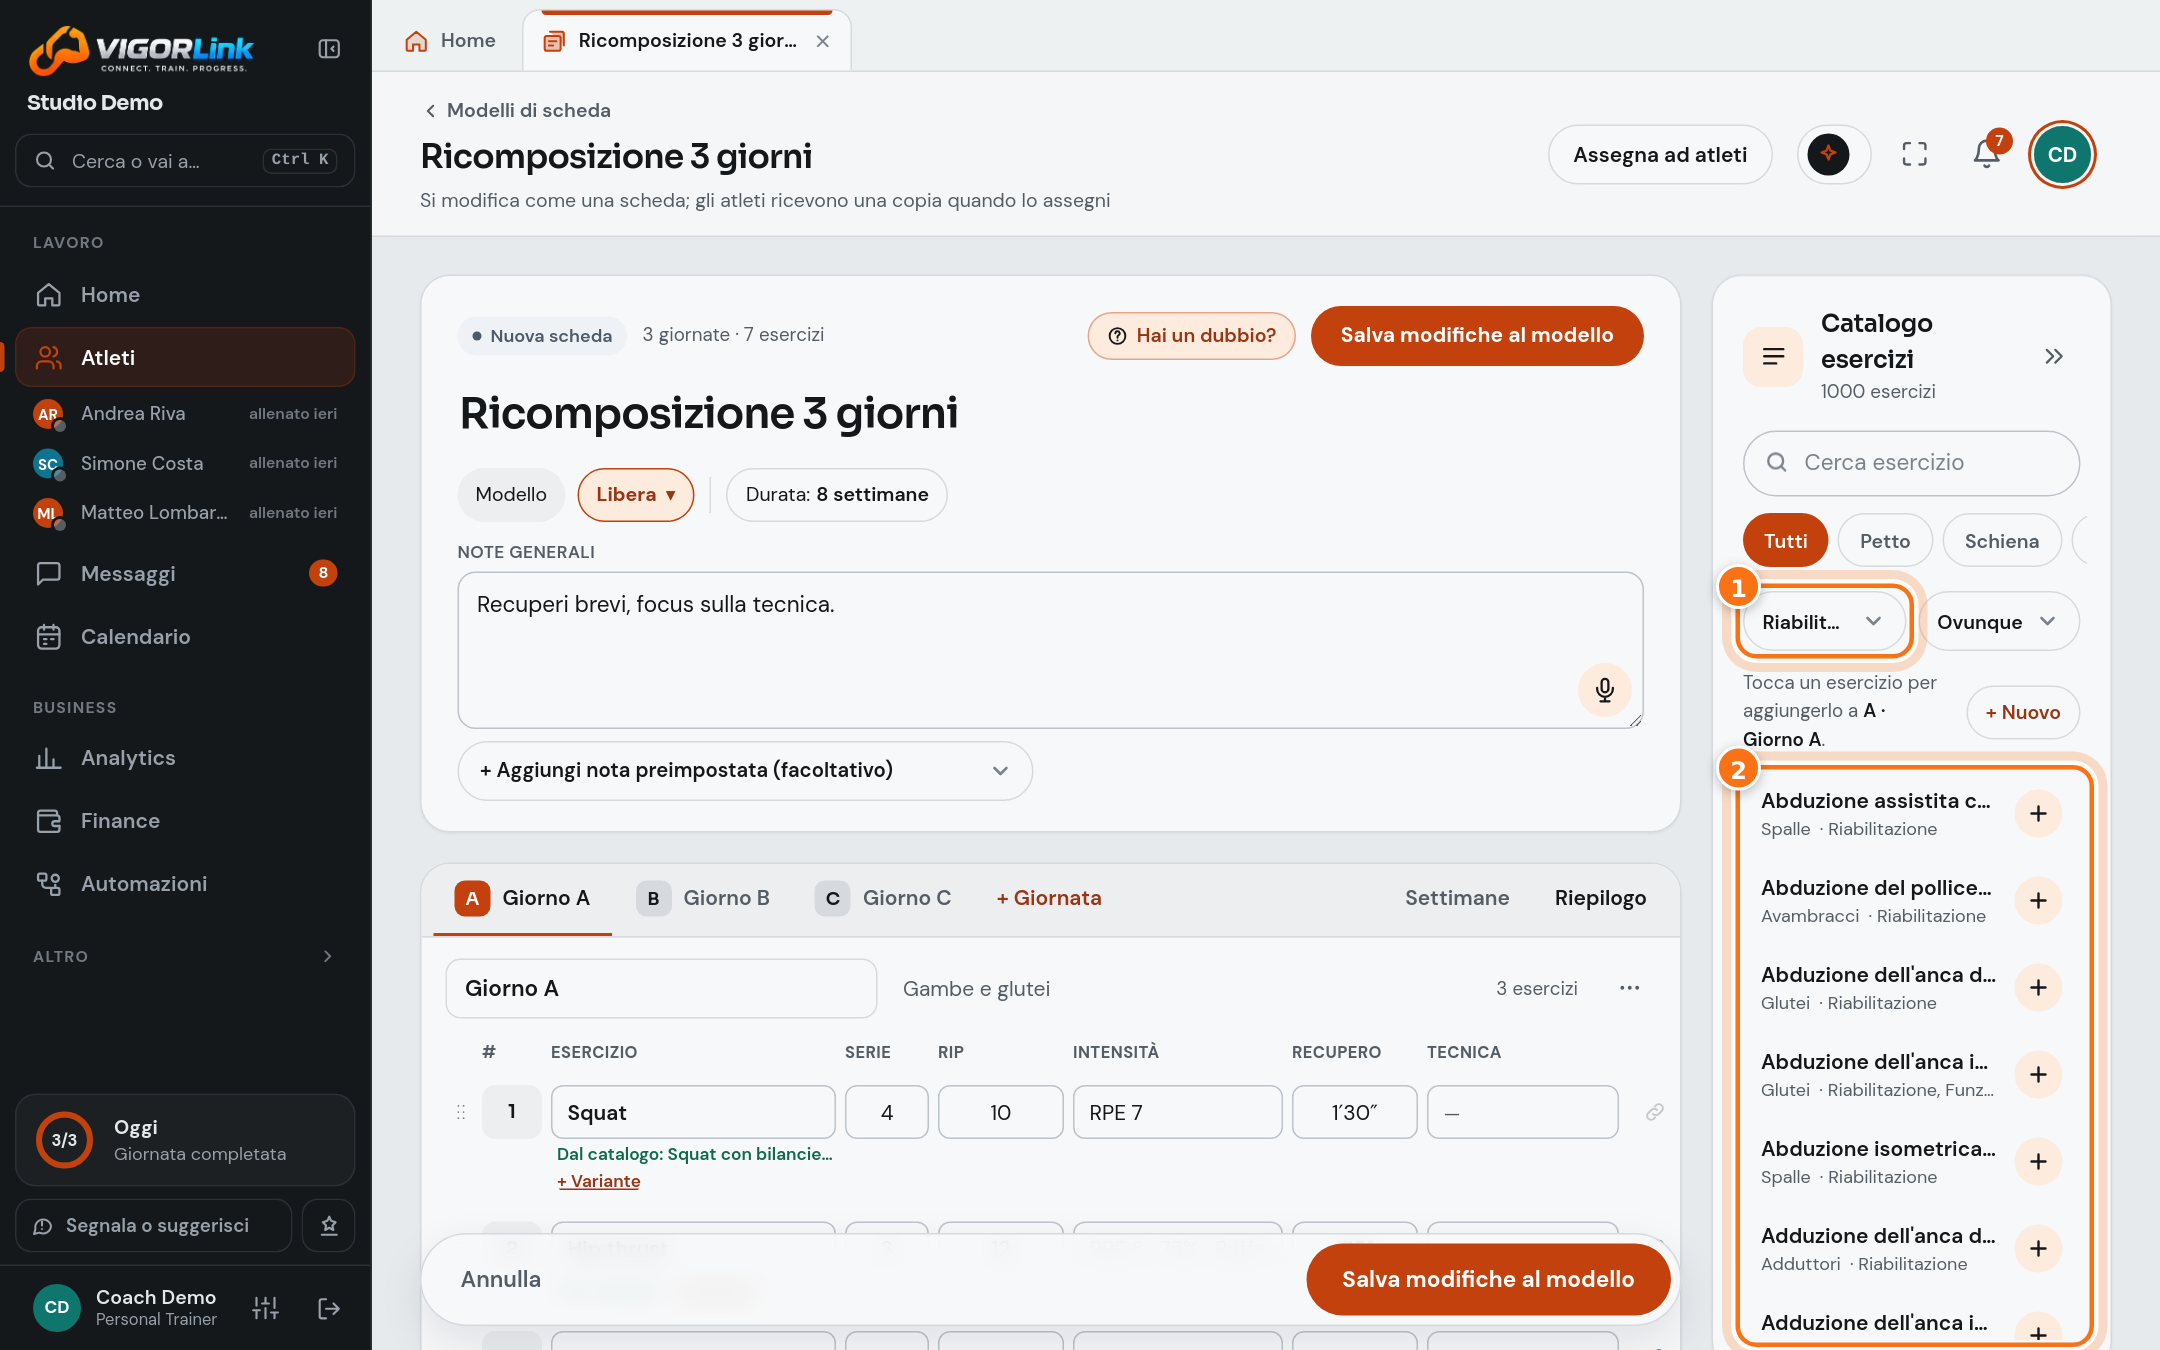 VIGORLink
CONNECT. TRAIN. PROGRESS.
Studio Demo
Cerca o vai a...
Ctrl K
LAVORO
Home
Atleti
AR Andrea Riva allenato ieri
SC Simone Costa allenato ieri
ML Matteo Lombar... allenato ieri
Messaggi 8
Calendario
BUSINESS
Analytics
Finance
Automazioni
ALTRO
3/3
Oggi
Giornata completata
Segnala o suggerisci
CD
Coach Demo
Personal Trainer
Home
Ricomposizione 3 gior...
Modelli di scheda
Ricomposizione 3 giorni
Si modifica come una scheda; gli atleti ricevono una copia quando lo assegni
Assegna ad atleti
7
CD
Nuova scheda
3 giornate · 7 esercizi
Hai un dubbio?
Salva modifiche al modello
Ricomposizione 3 giorni
Modello
Libera ▾
Durata: 8 settimane
NOTE GENERALI
Recuperi brevi, focus sulla tecnica.
+ Aggiungi nota preimpostata (facoltativo)
A Giorno A
B Giorno B
C Giorno C
+ Giornata
Settimane
Riepilogo
Giorno A
Gambe e glutei
3 esercizi
# ESERCIZIO SERIE RIP INTENSITÀ RECUPERO TECNICA
1 Squat 4 10 RPE 7 1′30″ —
Dal catalogo: Squat con bilancie...
+ Variante
Annulla
Salva modifiche al modello
Catalogo
esercizi
1000 esercizi
Cerca esercizio
Tutti
Petto
Schiena
1
Riabilit...
Ovunque
Tocca un esercizio per
aggiungerlo a A ·
Giorno A.
+ Nuovo
2
Abduzione assistita c...
Spalle · Riabilitazione
Abduzione del pollice...
Avambracci · Riabilitazione
Abduzione dell'anca d...
Glutei · Riabilitazione
Abduzione dell'anca i...
Glutei · Riabilitazione, Funz...
Abduzione isometrica...
Spalle · Riabilitazione
Adduzione dell'anca d...
Adduttori · Riabilitazione
Adduzione dell'anca i...